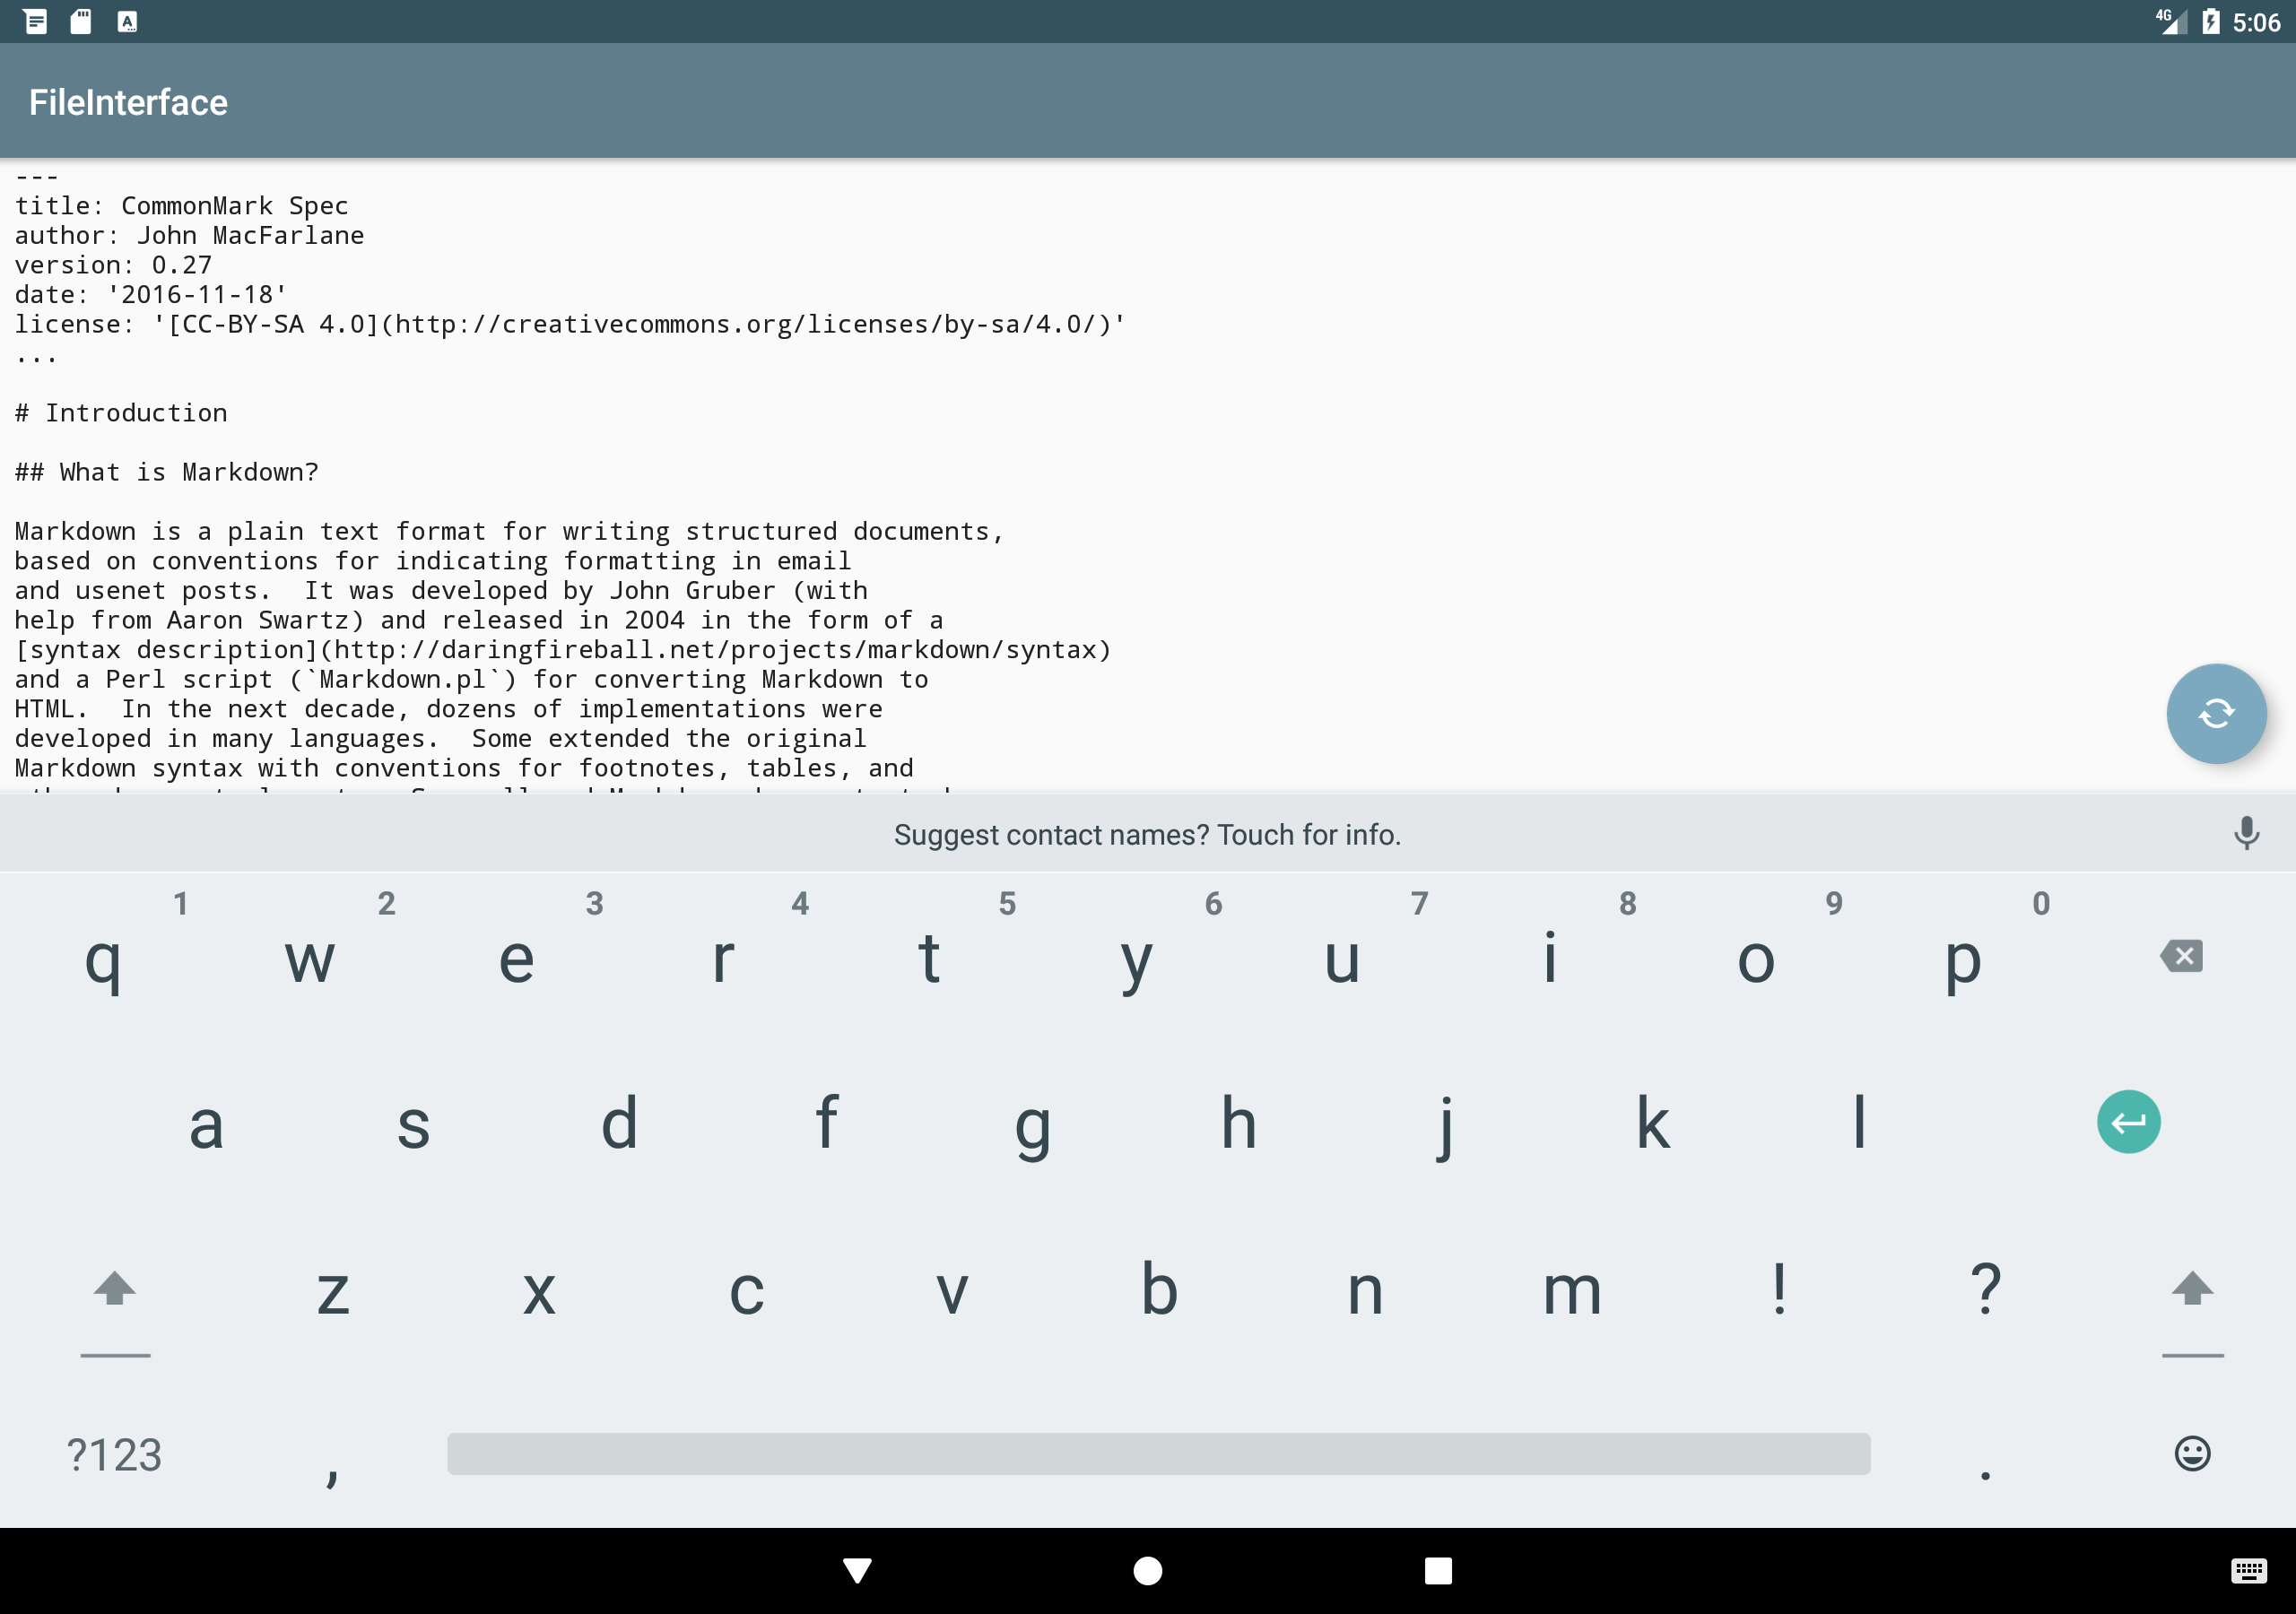 4G 5:06
FileInterface
---
title: CommonMark Spec
author: John MacFarlane
version: 0.27
date: '2016-11-18'
license: '[CC-BY-SA 4.0](http://creativecommons.org/licenses/by-sa/4.0/)'
...
# Introduction
## What is Markdown?
Markdown is a plain text format for writing structured documents,
based on conventions for indicating formatting in email
and usenet posts.  It was developed by John Gruber (with
help from Aaron Swartz) and released in 2004 in the form of a
[syntax description](http://daringfireball.net/projects/markdown/syntax)
and a Perl script (`Markdown.pl`) for converting Markdown to
HTML.  In the next decade, dozens of implementations were
developed in many languages.  Some extended the original
Markdown syntax with conventions for footnotes, tables, and
Suggest contact names? Touch for info.
1 2 3 4 5 6 7 8 9 0
q w e r t y u i o p
a s d f g h j k l
z x c v b n m ! ?
?123 , .